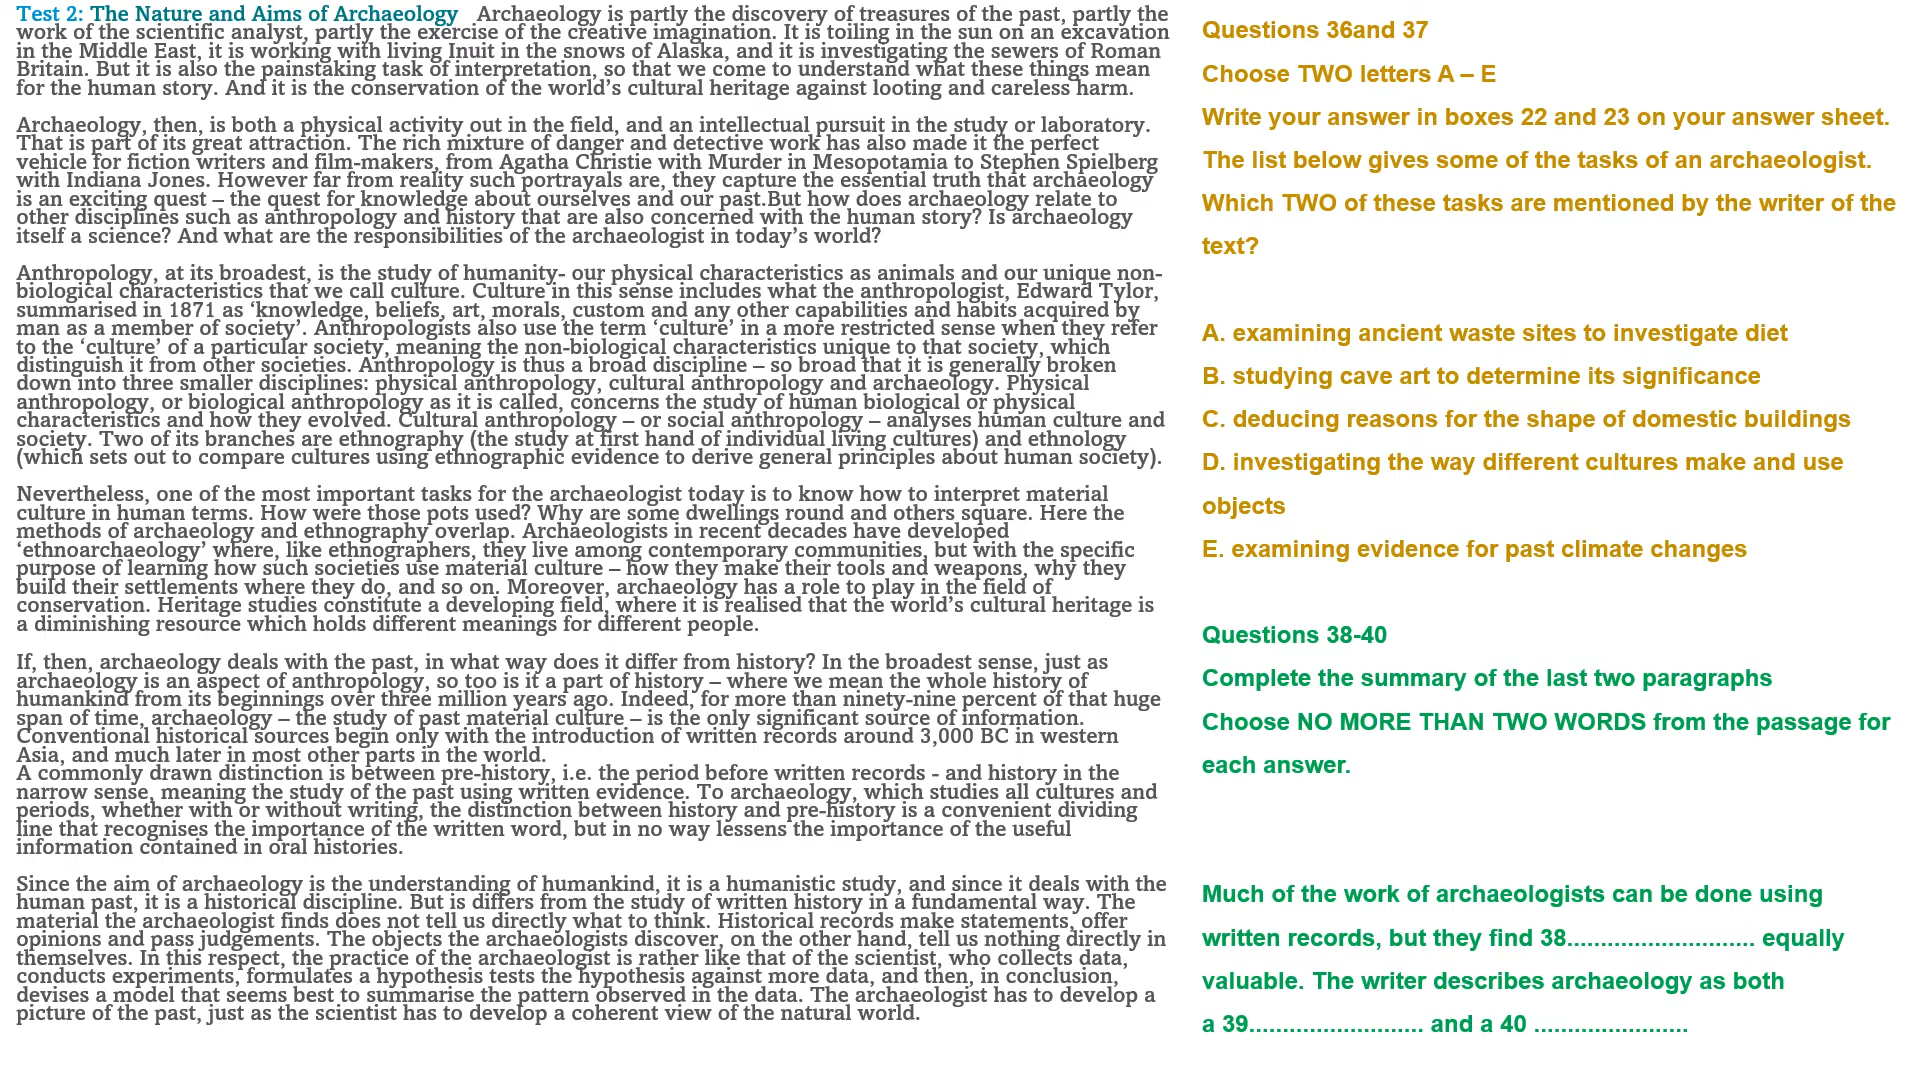 Test 2: The Nature and Aims of Archaeology Archaeology is partly the discovery of treasures of the past, partly the
work of the scientific analyst, partly the exercise of the creative imagination. It is toiling in the sun on an excavation
in the Middle East, it is working with living Inuit in the snows of Alaska, and it is investigating the sewers of Roman
Britain. But it is also the painstaking task of interpretation, so that we come to understand what these things mean
for the human story. And it is the conservation of the world’s cultural heritage against looting and careless harm.
Archaeology, then, is both a physical activity out in the field, and an intellectual pursuit in the study or laboratory.
That is part of its great attraction. The rich mixture of danger and detective work has also made it the perfect
vehicle for fiction writers and film-makers, from Agatha Christie with Murder in Mesopotamia to Stephen Spielberg
with Indiana Jones. However far from reality such portrayals are, they capture the essential truth that archaeology
is an exciting quest – the quest for knowledge about ourselves and our past.But how does archaeology relate to
other disciplines such as anthropology and history that are also concerned with the human story? Is archaeology
itself a science? And what are the responsibilities of the archaeologist in today’s world?
Anthropology, at its broadest, is the study of humanity- our physical characteristics as animals and our unique non-
biological characteristics that we call culture. Culture in this sense includes what the anthropologist, Edward Tylor,
summarised in 1871 as ‘knowledge, beliefs, art, morals, custom and any other capabilities and habits acquired by
man as a member of society’. Anthropologists also use the term ‘culture’ in a more restricted sense when they refer
to the ‘culture’ of a particular society, meaning the non-biological characteristics unique to that society, which
distinguish it from other societies. Anthropology is thus a broad discipline – so broad that it is generally broken
down into three smaller disciplines: physical anthropology, cultural anthropology and archaeology. Physical
anthropology, or biological anthropology as it is called, concerns the study of human biological or physical
characteristics and how they evolved. Cultural anthropology – or social anthropology – analyses human culture and
society. Two of its branches are ethnography (the study at first hand of individual living cultures) and ethnology
(which sets out to compare cultures using ethnographic evidence to derive general principles about human society).
Nevertheless, one of the most important tasks for the archaeologist today is to know how to interpret material
culture in human terms. How were those pots used? Why are some dwellings round and others square. Here the
methods of archaeology and ethnography overlap. Archaeologists in recent decades have developed
‘ethnoarchaeology’ where, like ethnographers, they live among contemporary communities, but with the specific
purpose of learning how such societies use material culture – how they make their tools and weapons, why they
build their settlements where they do, and so on. Moreover, archaeology has a role to play in the field of
conservation. Heritage studies constitute a developing field, where it is realised that the world’s cultural heritage is
a diminishing resource which holds different meanings for different people.
If, then, archaeology deals with the past, in what way does it differ from history? In the broadest sense, just as
archaeology is an aspect of anthropology, so too is it a part of history – where we mean the whole history of
humankind from its beginnings over three million years ago. Indeed, for more than ninety-nine percent of that huge
span of time, archaeology – the study of past material culture – is the only significant source of information.
Conventional historical sources begin only with the introduction of written records around 3,000 BC in western
Asia, and much later in most other parts in the world.
A commonly drawn distinction is between pre-history, i.e. the period before written records - and history in the
narrow sense, meaning the study of the past using written evidence. To archaeology, which studies all cultures and
periods, whether with or without writing, the distinction between history and pre-history is a convenient dividing
line that recognises the importance of the written word, but in no way lessens the importance of the useful
information contained in oral histories.
Since the aim of archaeology is the understanding of humankind, it is a humanistic study, and since it deals with the
human past, it is a historical discipline. But is differs from the study of written history in a fundamental way. The
material the archaeologist finds does not tell us directly what to think. Historical records make statements, offer
opinions and pass judgements. The objects the archaeologists discover, on the other hand, tell us nothing directly in
themselves. In this respect, the practice of the archaeologist is rather like that of the scientist, who collects data,
conducts experiments, formulates a hypothesis tests the hypothesis against more data, and then, in conclusion,
devises a model that seems best to summarise the pattern observed in the data. The archaeologist has to develop a
picture of the past, just as the scientist has to develop a coherent view of the natural world.
Questions 36and 37
Choose TWO letters A – E
Write your answer in boxes 22 and 23 on your answer sheet.
The list below gives some of the tasks of an archaeologist.
Which TWO of these tasks are mentioned by the writer of the
text?
A. examining ancient waste sites to investigate diet
B. studying cave art to determine its significance
C. deducing reasons for the shape of domestic buildings
D. investigating the way different cultures make and use
objects
E. examining evidence for past climate changes
Questions 38-40
Complete the summary of the last two paragraphs
Choose NO MORE THAN TWO WORDS from the passage for
each answer.
Much of the work of archaeologists can be done using
written records, but they find 38............................ equally
valuable. The writer describes archaeology as both
a 39.......................... and a 40 .......................